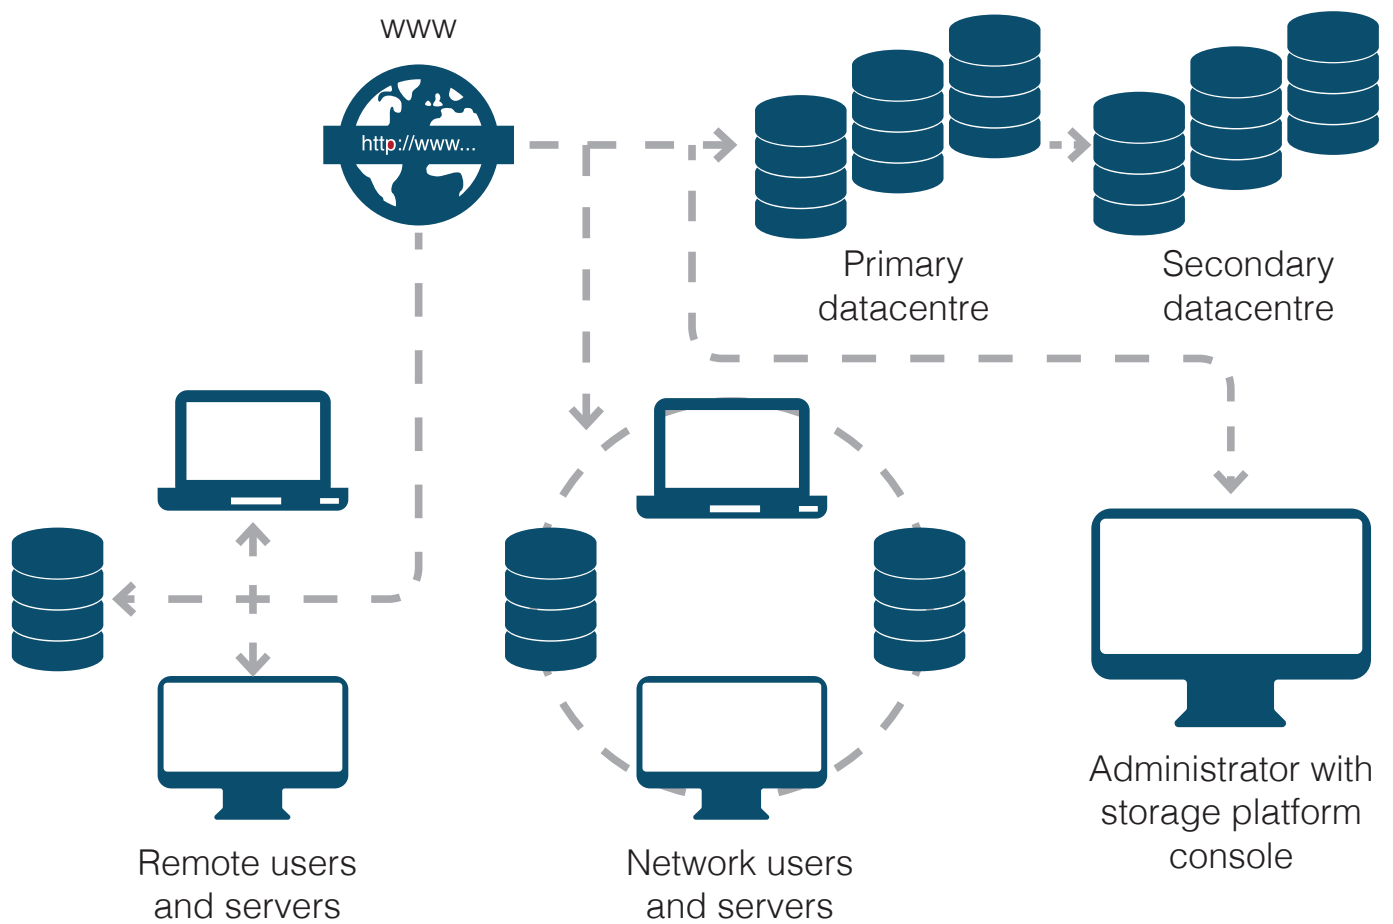 www
http://www...
Primary
datacentre
Secondary
datacentre
Remote users
and servers
Network users
and servers
Administrator with
storage platform
console